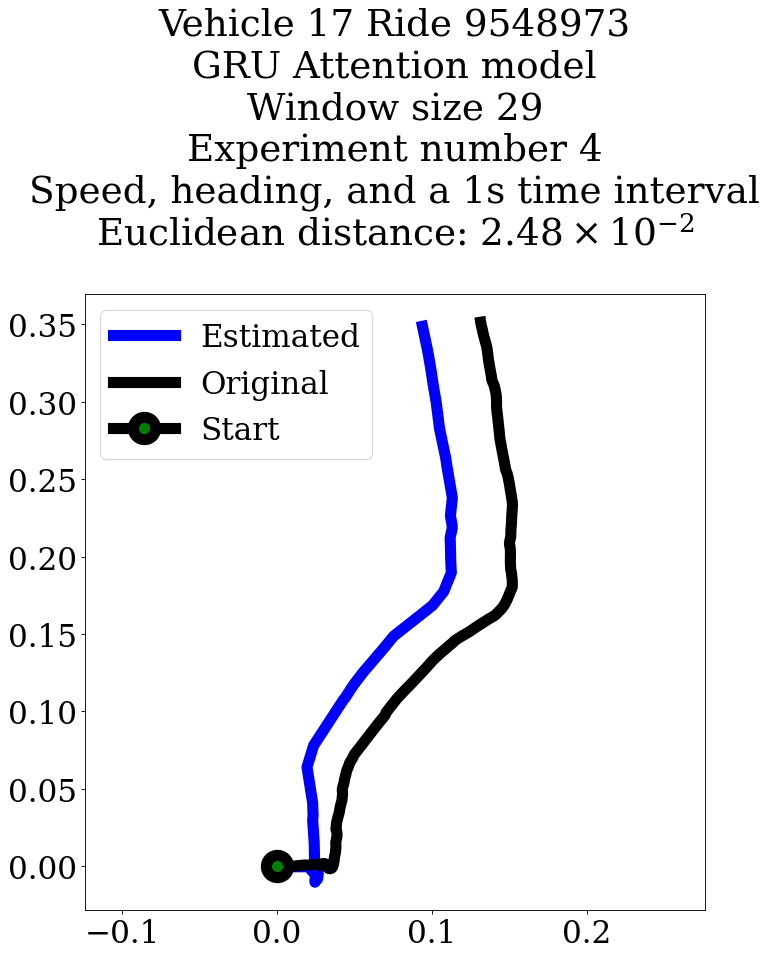 Vehicle 17 Ride 9548973
GRU Attention model
Window size 29
Experiment number 4
Speed, heading, and a 1s time interval
Euclidean distance: 2.48 × 10⁻²
Estimated
Original
Start
0.35
0.30
0.25
0.20
0.15
0.10
0.05
0.00
−0.1
0.0
0.1
0.2